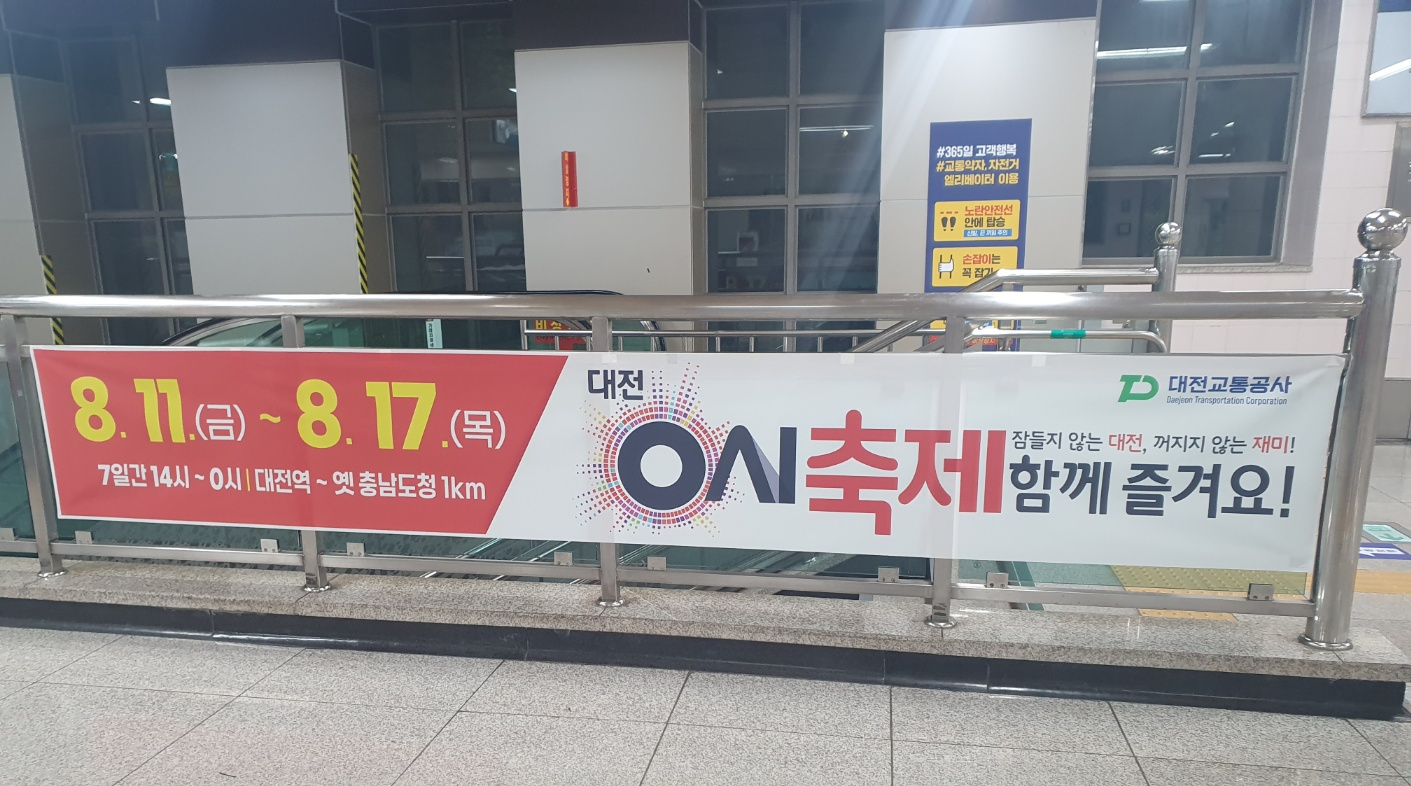 #365일 고객행복
#교통약자, 자전거
엘리베이터 이용
노란안전선
안에 탑승
손잡이는
꼭 잡기
8.11.(금) ~ 8.17.(목)
7일간 14시 ~ 0시 | 대전역 ~ 옛 충남도청 1km
대전
0시축제
잠들지 않는 대전, 꺼지지 않는 재미!
함께 즐겨요!
대전교통공사
Daejeon Transportation Corporation